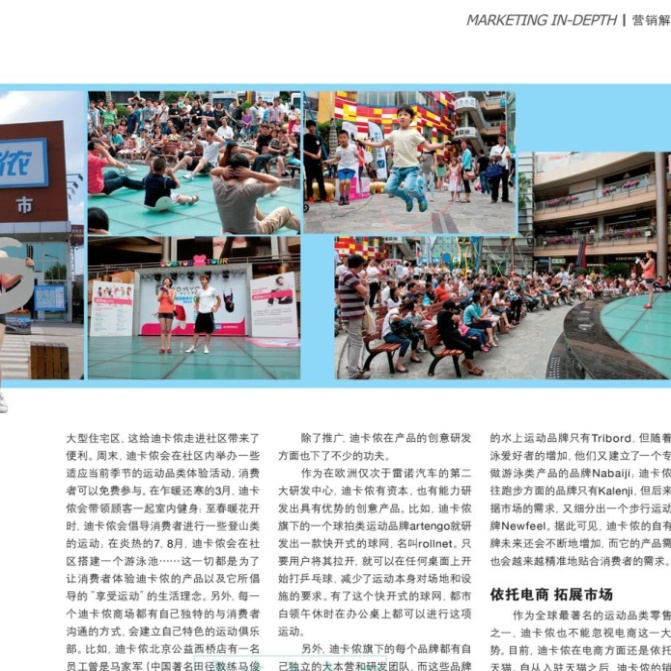 MARKETING IN-DEPTH | 营销解
侬
市
大型住宅区，这给迪卡侬走进社区带来了
便利。周末，迪卡侬会在社区内举办一些
适应当前季节的运动品类体验活动，消费
者可以免费参与。在乍暖还寒的3月，迪卡
侬会带领顾客一起室内健身；至春暖花开
时，迪卡侬会倡导消费者进行一些登山类
的运动；在炎热的7、8月，迪卡侬会在社
区搭建一个游泳池……这一切都是为了
让消费者体验迪卡侬的产品以及它所倡
导的“享受运动”的生活理念。另外，每一
个迪卡侬商场都有自己独特的与消费者
沟通的方式，会建立自己特色的运动俱乐
部。比如，迪卡侬北京公益西桥店有一名
员工曾是马家军（中国著名田径教练马俊
除了推广，迪卡侬在产品的创意研发
方面也下了不少的功夫。
作为在欧洲仅次于雷诺汽车的第二
大研发中心，迪卡侬有资本，也有能力研
发出具有优势的创意产品。比如，迪卡侬
旗下的一个球拍类运动品牌artengo就研
发出一款快开式的球网，名叫rollnet。只
要用户将其拉开，就可以在任何桌面上开
始打乒乓球，减少了运动本身对场地和设
施的要求。有了这个快开式的球网，都市
白领午休时在办公桌上都可以进行这项
运动。
另外，迪卡侬旗下的每个品牌都有自
己独立的大本营和研发团队，而这些品牌
的水上运动品牌只有Tribord，但随着
泳爱好者的增加，他们又建立了一个专
做游泳类产品的品牌Nabaiji；迪卡侬
往跑步方面的品牌只有Kalenji，但后来
据市场的需求，又细分出一个步行运动
牌Newfeel。据此可见，迪卡侬的自有
牌未来还会不断地增加，而它的产品需
也会越来越精准地贴合消费者的需求。
依托电商 拓展市场
作为全球最著名的运动品类零售
之一，迪卡侬也不能忽视电商这一大
势。目前，迪卡侬在电商方面还是依托
天猫。自从入驻天猫之后，迪卡侬的销